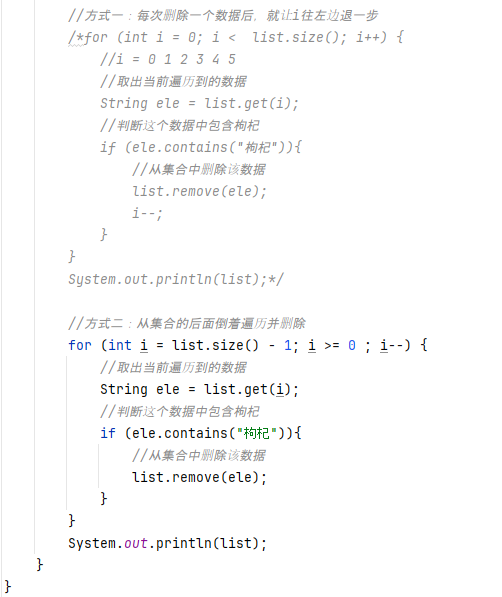 //方式一：每次删除一个数据后，就让i往左边退一步
/*for (int i = 0; i <  list.size(); i++) {
//i = 0 1 2 3 4 5
//取出当前遍历到的数据
String ele = list.get(i);
//判断这个数据中包含枸杞
if (ele.contains("枸杞")){
//从集合中删除该数据
list.remove(ele);
i--;
}
}
System.out.println(list);*/
//方式二：从集合的后面倒着遍历并删除
for (int i = list.size() - 1; i >= 0 ; i--) {
//取出当前遍历到的数据
String ele = list.get(i);
//判断这个数据中包含枸杞
if (ele.contains("枸杞")){
//从集合中删除该数据
list.remove(ele);
}
}
System.out.println(list);
}
}